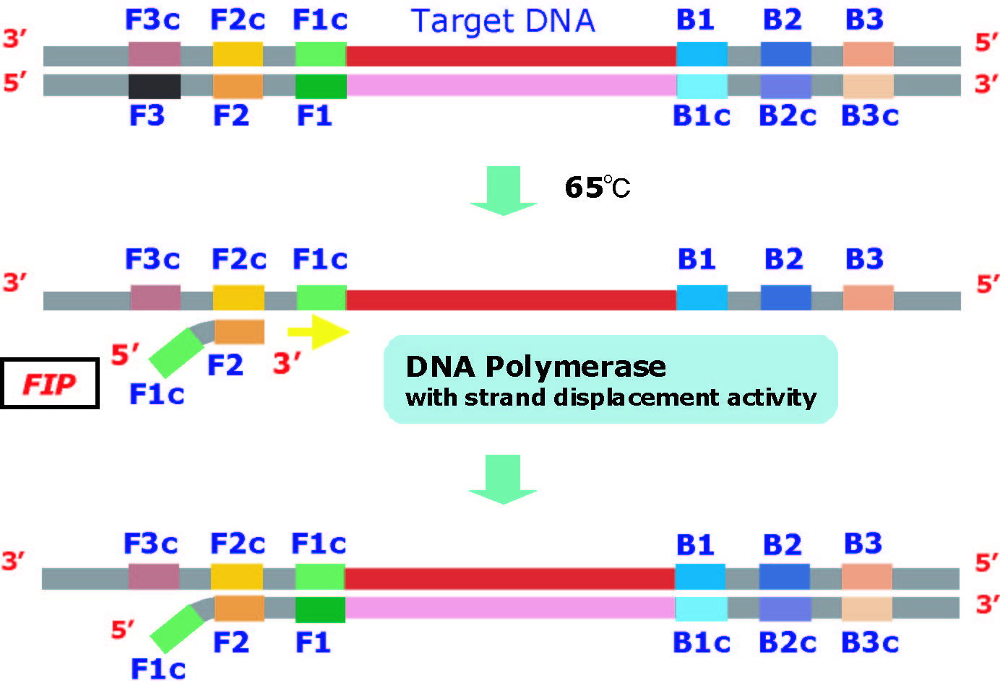 F3c F2c F1c Target DNA B1 B2 B3
3′ 5′
5′ 3′
F3 F2 F1 B1c B2c B3c
65℃
F3c F2c F1c B1 B2 B3
3′ 5′
5′ F2 3′
FIP F1c
DNA Polymerase
with strand displacement activity
F3c F2c F1c B1 B2 B3
3′ 5′
5′ 3′
F2 F1 B1c B2c B3c
F1c